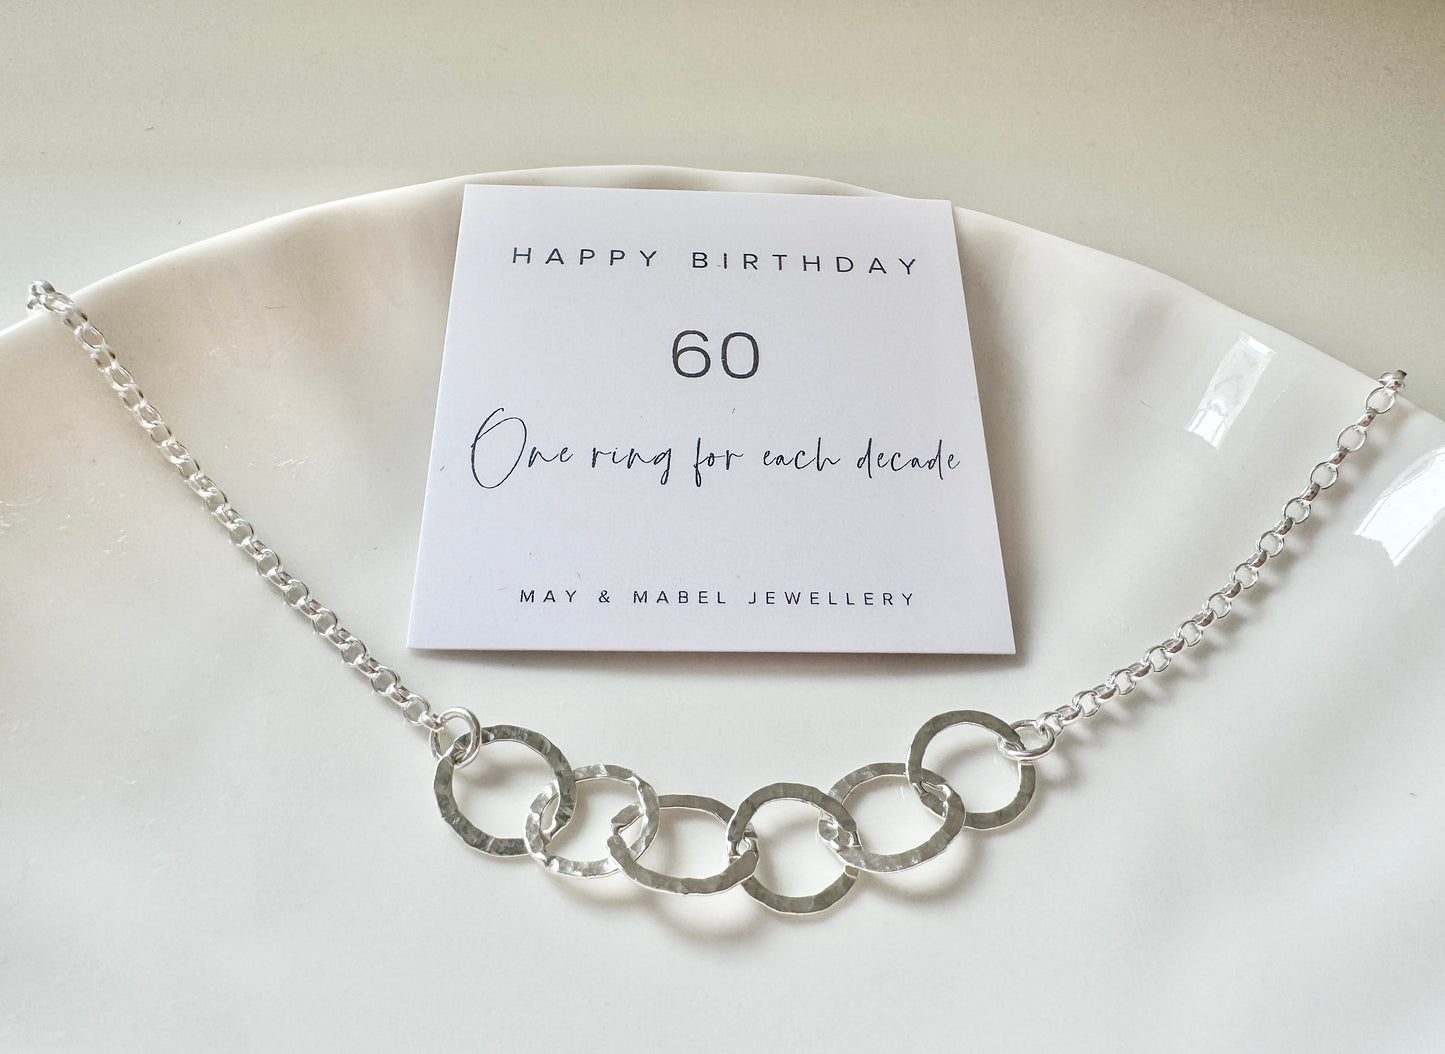 HAPPY BIRTHDAY
60
One ring for each decade
MAY & MABEL JEWELLERY